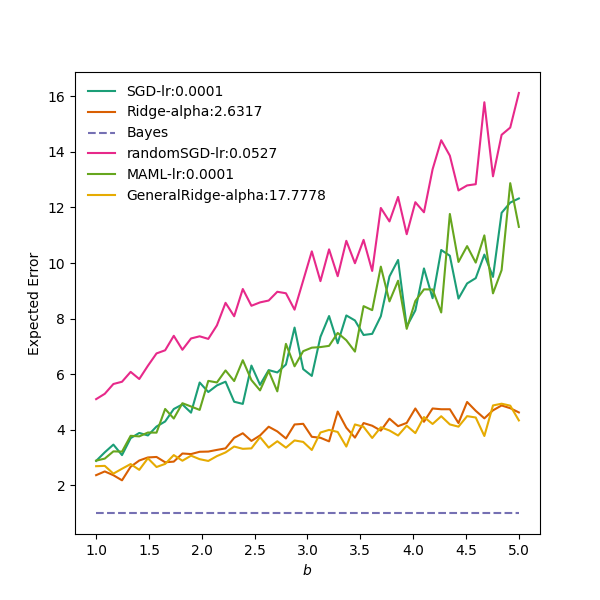 SGD-lr:0.0001
Ridge-alpha:2.6317
Bayes
randomSGD-lr:0.0527
MAML-lr:0.0001
GeneralRidge-alpha:17.7778
Expected Error
16
14
12
10
8
6
4
2
1.0 1.5 2.0 2.5 3.0 3.5 4.0 4.5 5.0
b